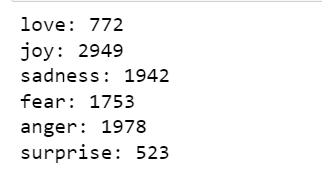 love: 772
joy: 2949
sadness: 1942
fear: 1753
anger: 1978
surprise: 523